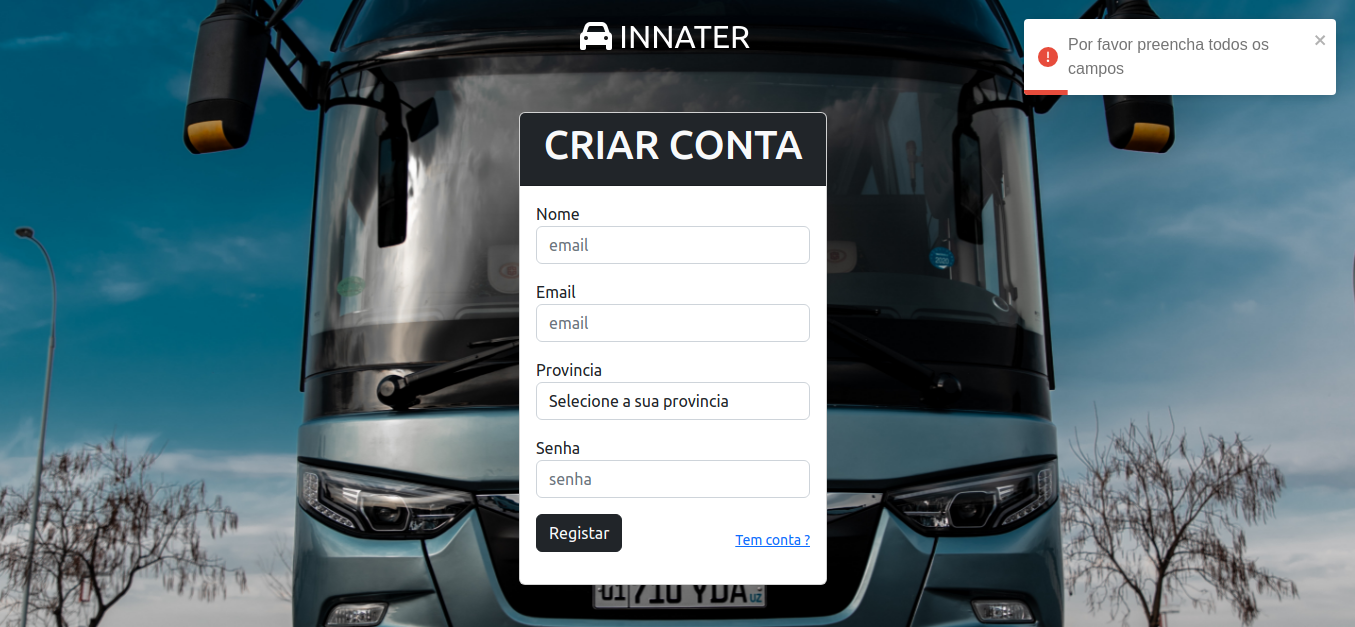 INNATER
Por favor preencha todos os
campos
CRIAR CONTA
Nome
email
Email
email
Provincia
Selecione a sua provincia
Senha
senha
Registar
Tem conta ?
UZ